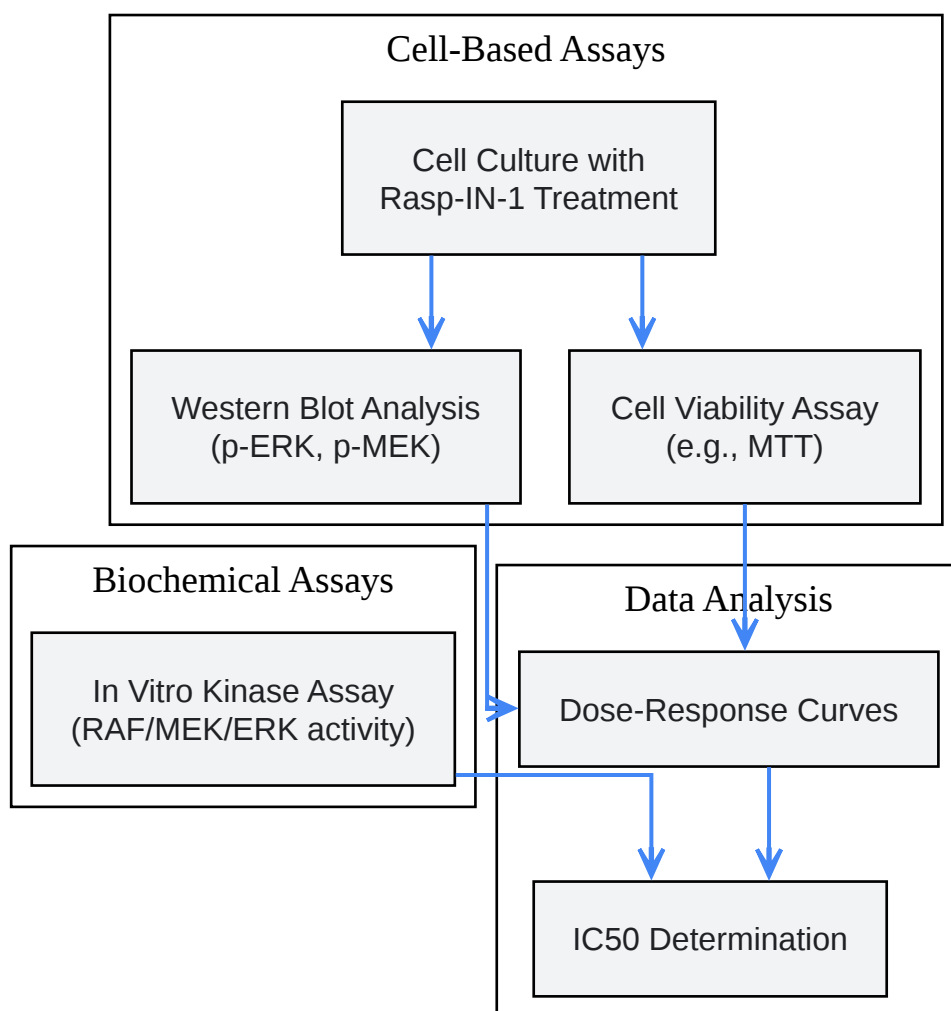 Cell-Based Assays
Cell Culture with
Rasp-IN-1 Treatment
Western Blot Analysis
(p-ERK, p-MEK)
Cell Viability Assay
(e.g., MTT)
Biochemical Assays
In Vitro Kinase Assay
(RAF/MEK/ERK activity)
Data Analysis
Dose-Response Curves
IC50 Determination